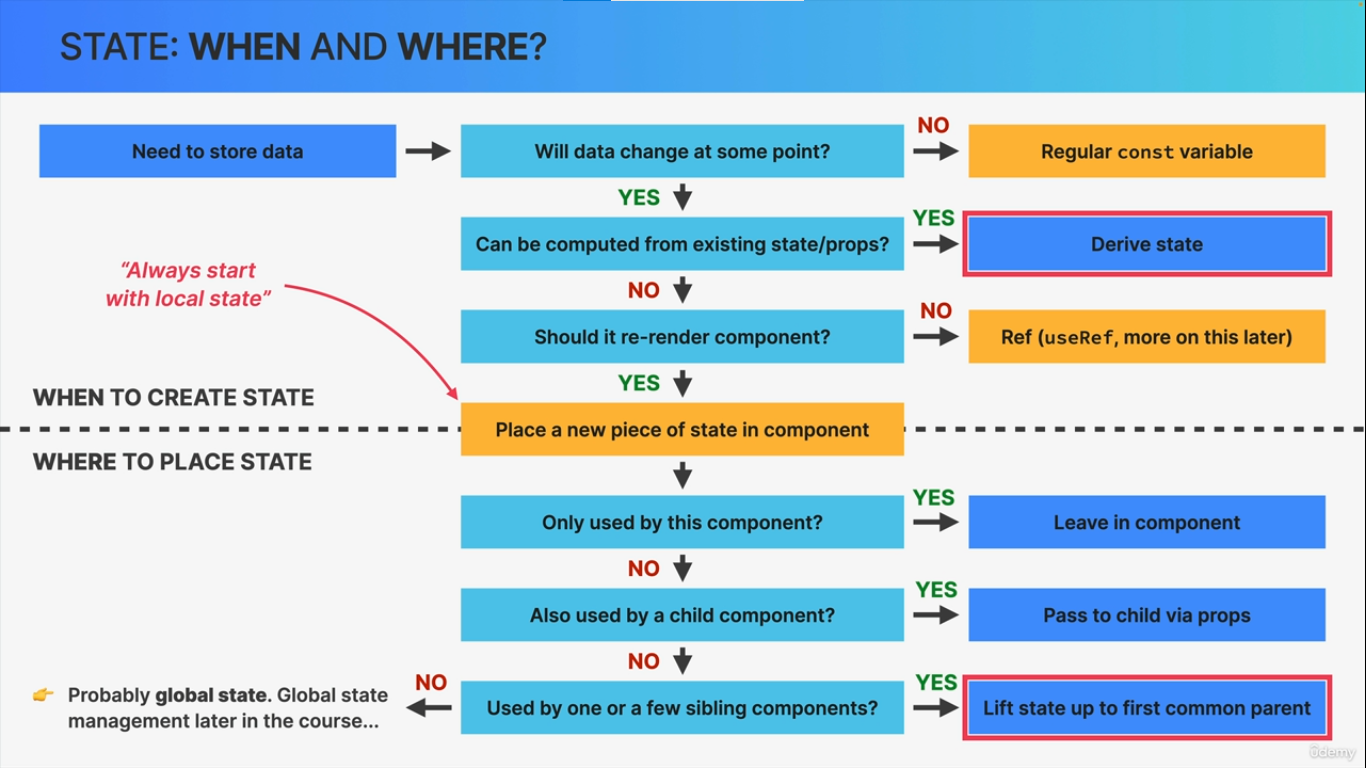 STATE: WHEN AND WHERE?
Need to store data
Will data change at some point?
NO
Regular const variable
YES
Can be computed from existing state/props?
YES
Derive state
“Always start
with local state”
NO
Should it re-render component?
NO
Ref (useRef, more on this later)
YES
WHEN TO CREATE STATE
Place a new piece of state in component
WHERE TO PLACE STATE
Only used by this component?
YES
Leave in component
NO
Also used by a child component?
YES
Pass to child via props
NO
Used by one or a few sibling components?
YES
Lift state up to first common parent
NO
👉 Probably global state. Global state
management later in the course...
ûdemy